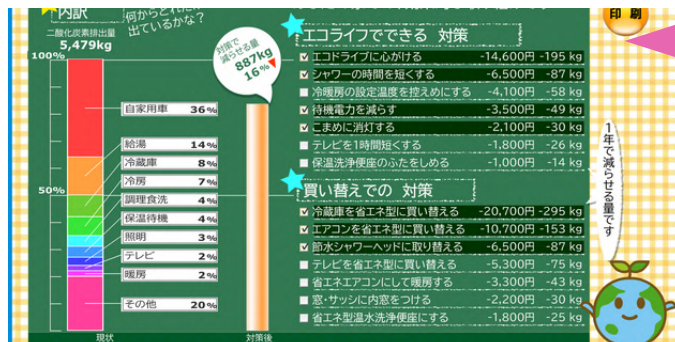 内訳
何からどれだけ
出ているかな？
二酸化炭素排出量
5,479kg
100%
50%
自家用車 36%
給湯 14%
冷蔵庫 8%
冷房 7%
調理食洗 4%
保温待機 4%
照明 3%
テレビ 2%
暖房 2%
その他 20%
現状
対策で
減らせる量
887kg
16%
対策後
エコライフでできる 対策
エコドライブに心がける -14,600円 -195 kg
シャワーの時間を短くする -6,500円 -87 kg
冷暖房の設定温度を控えめにする -4,100円 -58 kg
待機電力を減らす -3,500円 -49 kg
こまめに消灯する -2,100円 -30 kg
テレビを1時間短くする -1,800円 -26 kg
保温洗浄便座のふたをしめる -1,000円 -14 kg
買い替えでの 対策
冷蔵庫を省エネ型に買い替える -20,700円 -295 kg
エアコンを省エネ型に買い替える -10,700円 -153 kg
節水シャワーヘッドに取り替える -6,500円 -87 kg
テレビを省エネ型に買い替える -5,300円 -75 kg
省エネエアコンにして暖房する -3,300円 -43 kg
窓・サッシに内窓をつける -2,200円 -30 kg
省エネ型温水洗浄便座にする -1,800円 -25 kg
印刷
1年で減らせる量です